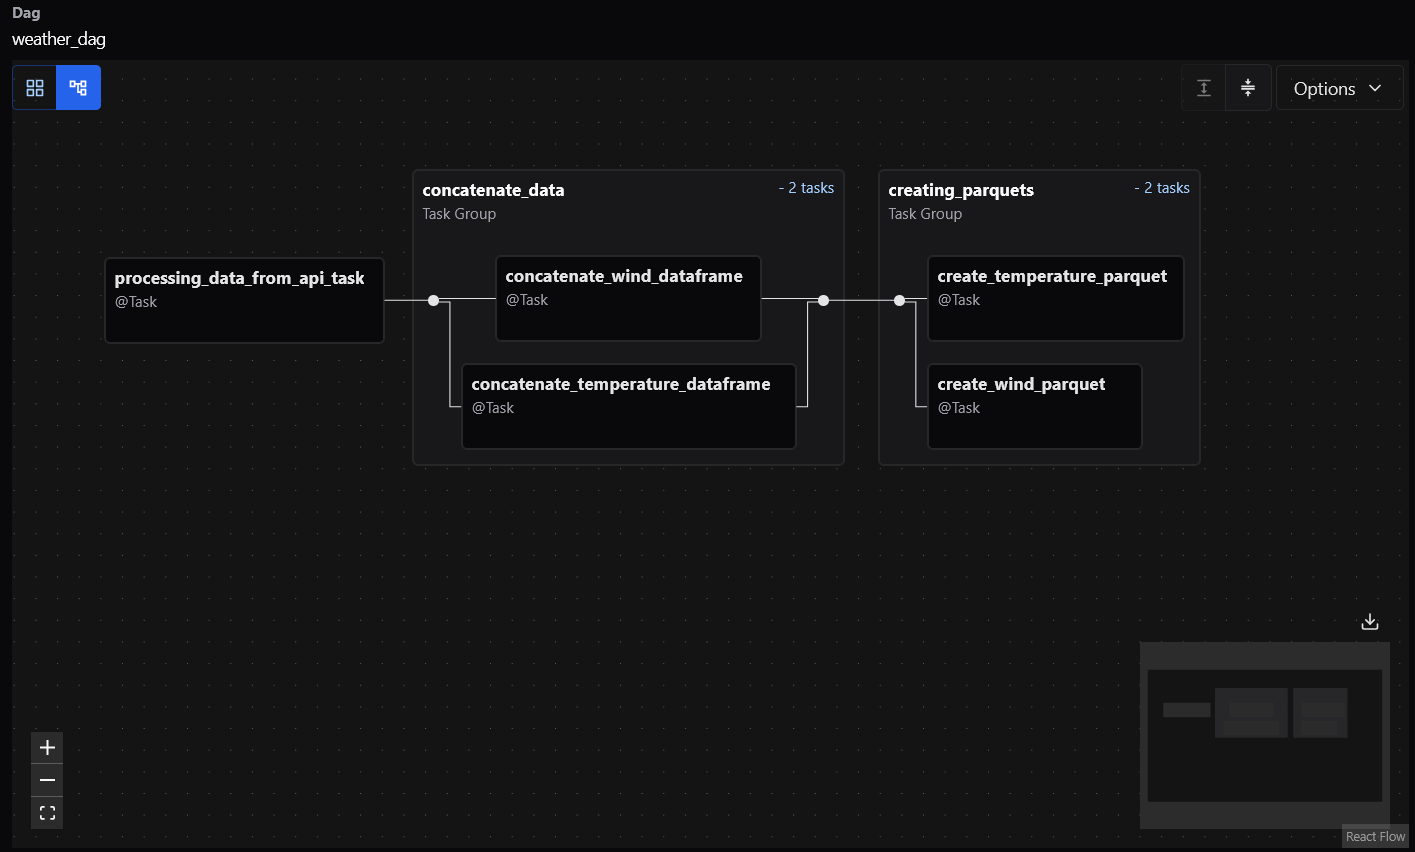 Dag
weather_dag
Options
concatenate_data
- 2 tasks
Task Group
creating_parquets
- 2 tasks
Task Group
processing_data_from_api_task
@Task
concatenate_wind_dataframe
@Task
concatenate_temperature_dataframe
@Task
create_temperature_parquet
@Task
create_wind_parquet
@Task
React Flow